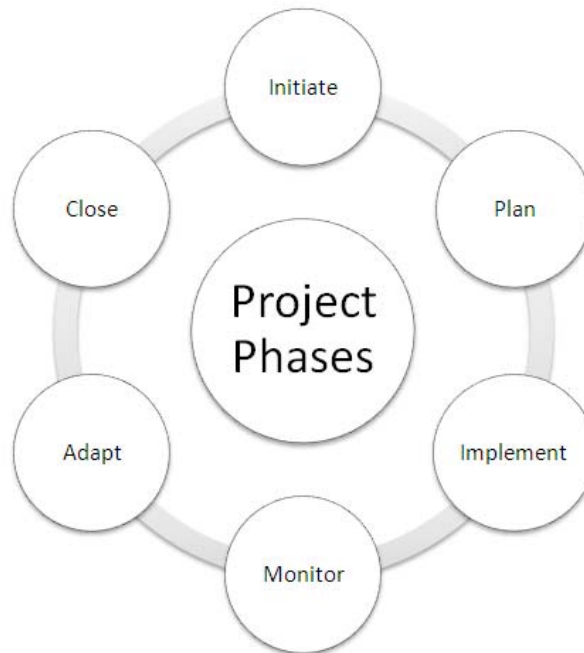 Initiate
Plan
Implement
Monitor
Adapt
Close
Project
Phases